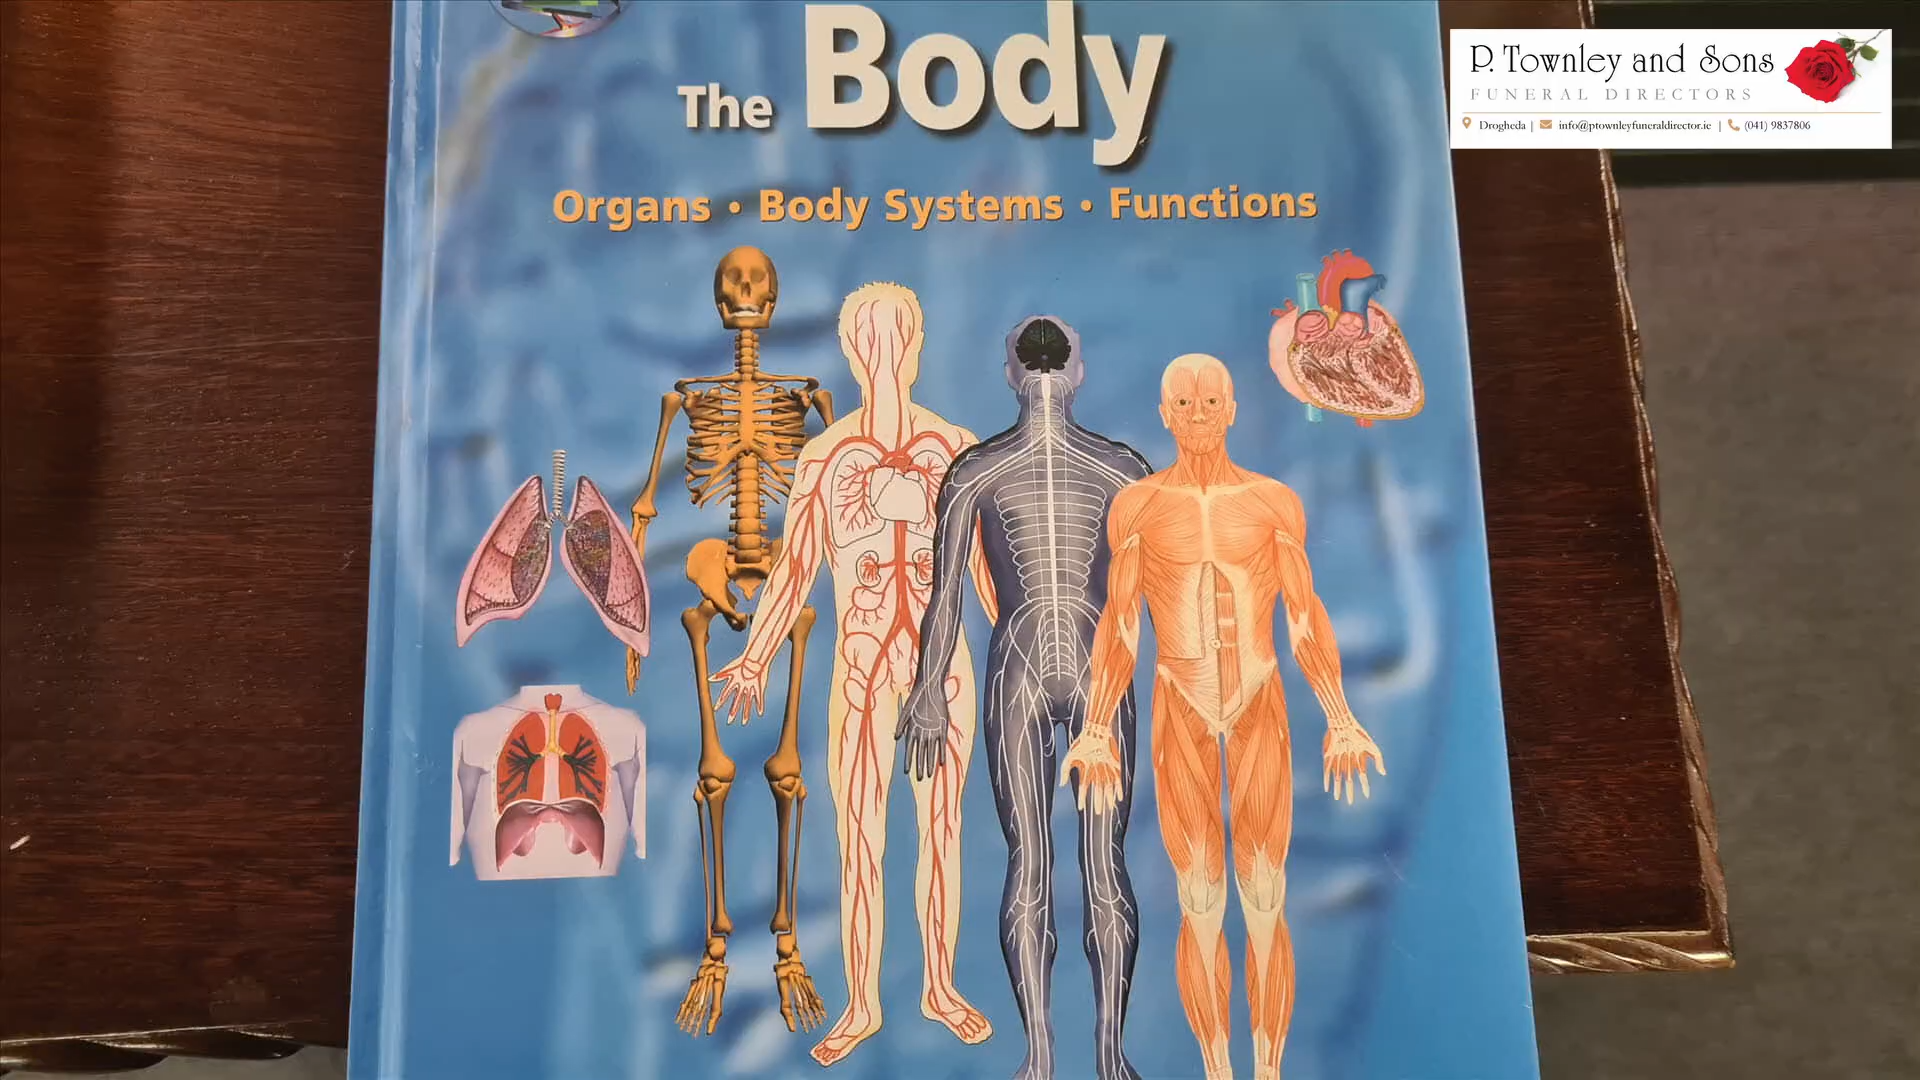 The Body
Organs • Body Systems • Functions
P. Townley and Sons
FUNERAL DIRECTORS
Drogheda | info@ptownleyfuneraldirector.ie | (041) 9837806